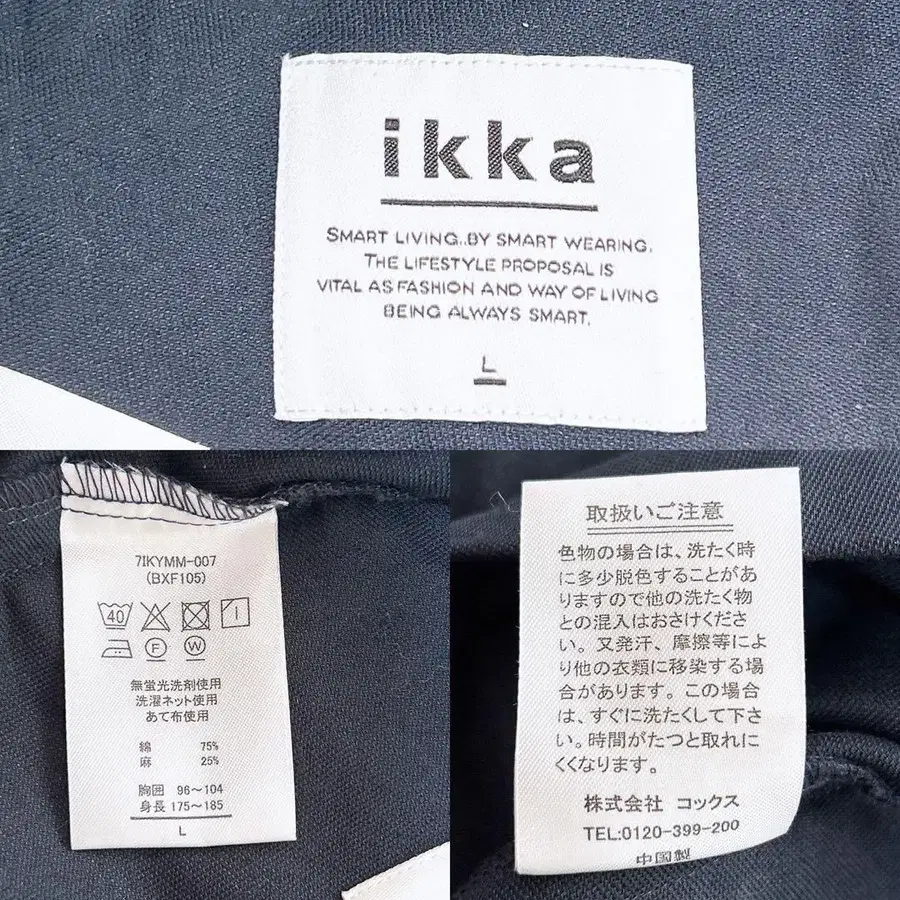 ikka
SMART LIVING..BY SMART WEARING.
THE LIFESTYLE PROPOSAL IS
VITAL AS FASHION AND WAY OF LIVING
BEING ALWAYS SMART.
L
7IKYMM-007
(BXF105)
40
F W
無蛍光洗剤使用
洗濯ネット使用
あて布使用
綿 75%
麻 25%
胸囲 96～104
身長 175～185
L
取扱いご注意
色物の場合は、洗たく時
に多少脱色することがあ
りますので他の洗たく物
との混入はおさけくださ
い。又発汗、摩擦等によ
り他の衣類に移染する場
合があります。この場合
は、すぐに洗たくして下さ
い。時間がたつと取れに
くくなります。
株式会社 コックス
TEL:0120-399-200
中国製